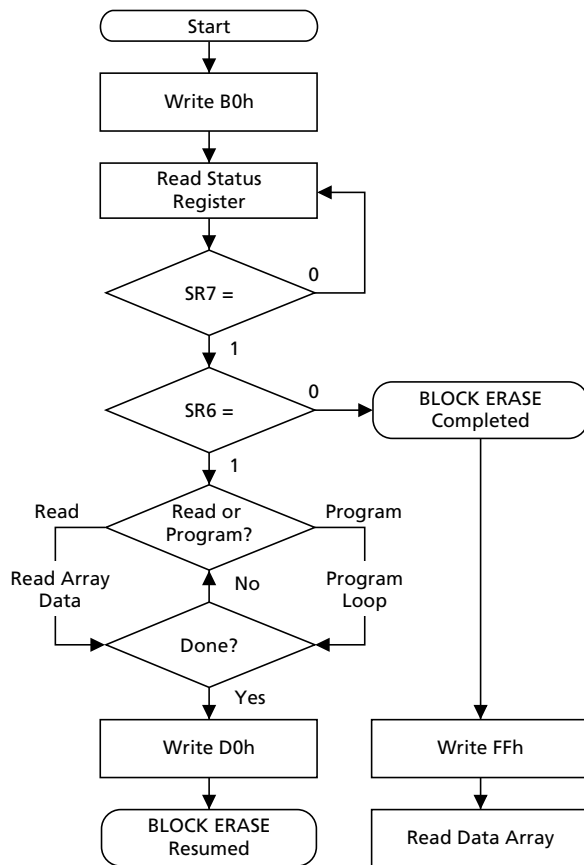 Start
Write B0h
Read Status
Register
0
SR7 =
1
0
SR6 =
BLOCK ERASE
Completed
1
Read
Read or
Program?
Program
Read Array
Data
No
Program
Loop
Done?
Yes
Write D0h
Write FFh
BLOCK ERASE
Resumed
Read Data Array